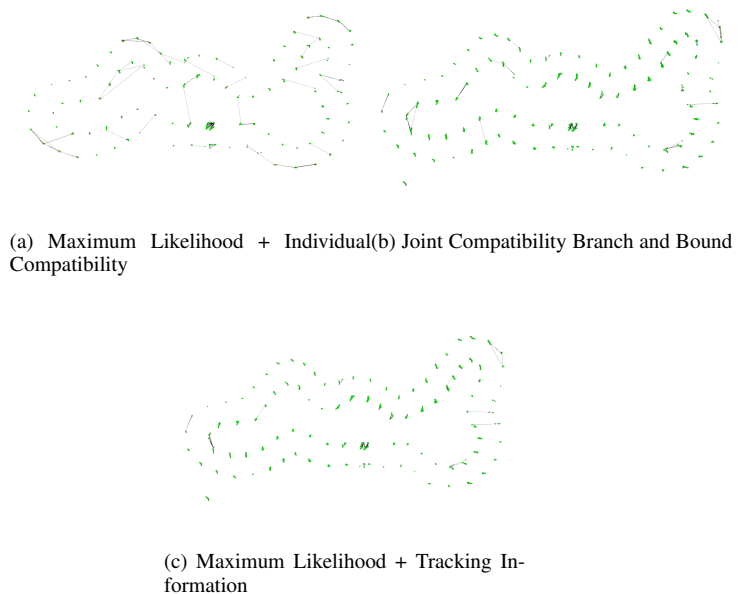 (a) Maximum Likelihood + Individual
Compatibility
(b) Joint Compatibility Branch and Bound
(c) Maximum Likelihood + Tracking In-
formation